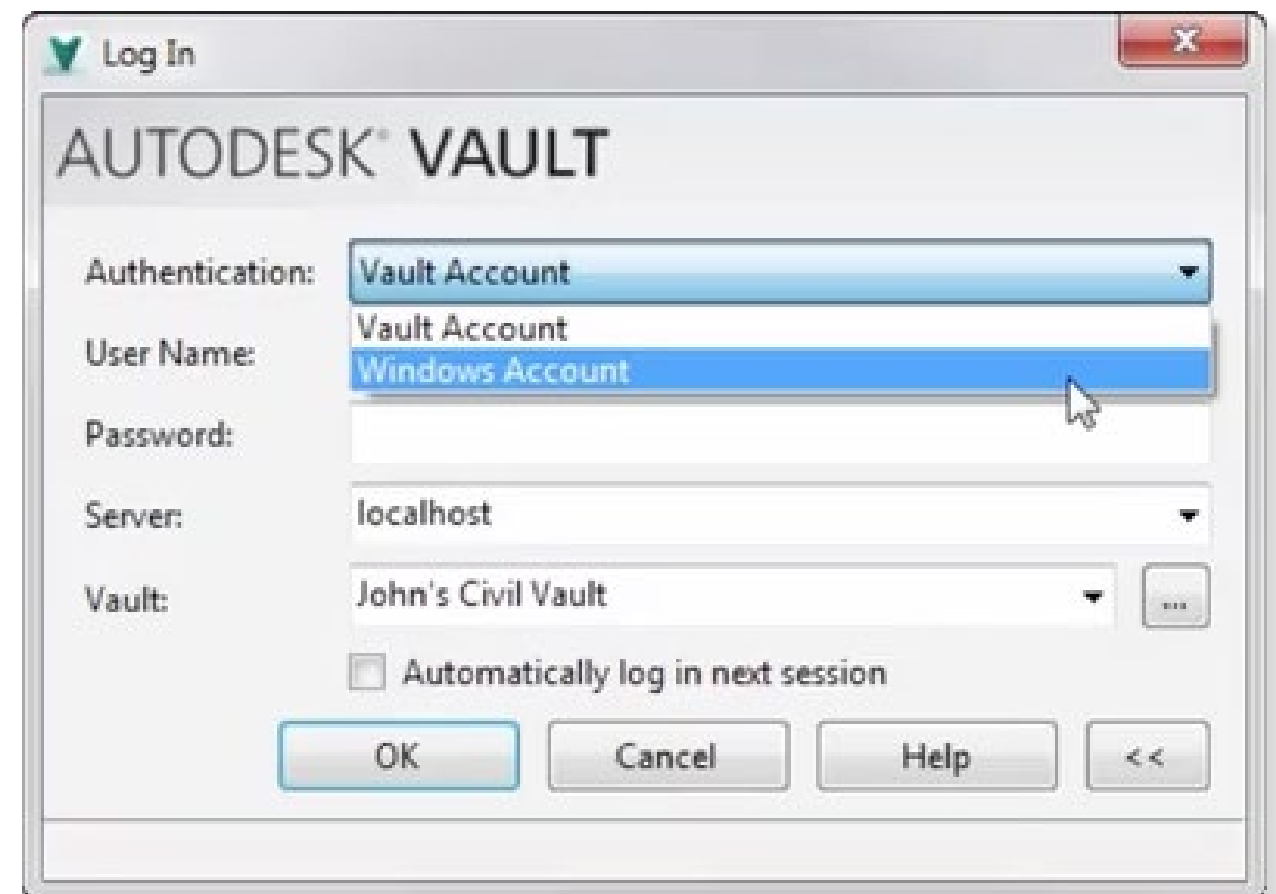 Log In
AUTODESK® VAULT
Authentication: Vault Account
Vault Account
User Name:
Windows Account
Password:
Server: localhost
Vault: John's Civil Vault ...
Automatically log in next session
OK Cancel Help <<